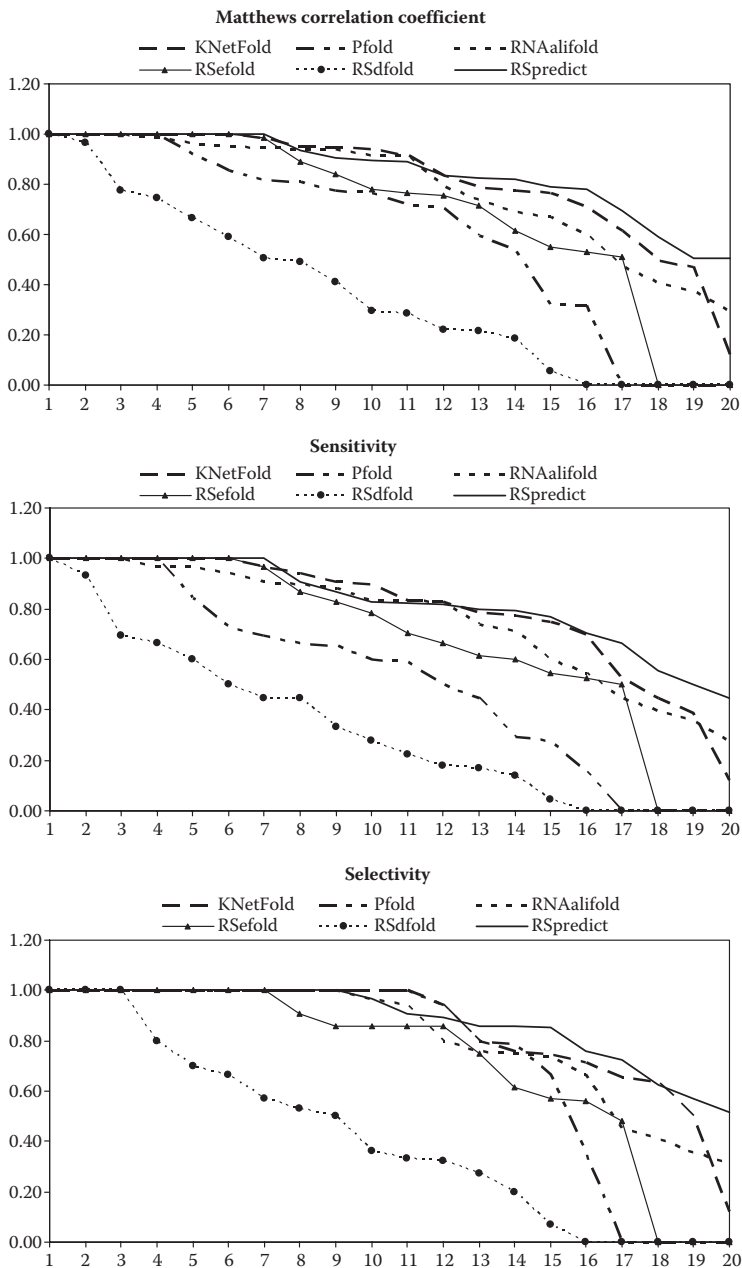 Matthews correlation coefficient
KNetFold Pfold RNAalifold
RSefold RSdfold RSpredict
1.20
1.00
0.80
0.60
0.40
0.20
0.00
1 2 3 4 5 6 7 8 9 10 11 12 13 14 15 16 17 18 19 20
Sensitivity
KNetFold Pfold RNAalifold
RSefold RSdfold RSpredict
1.20
1.00
0.80
0.60
0.40
0.20
0.00
1 2 3 4 5 6 7 8 9 10 11 12 13 14 15 16 17 18 19 20
Selectivity
KNetFold Pfold RNAalifold
RSefold RSdfold RSpredict
1.20
1.00
0.80
0.60
0.40
0.20
0.00
1 2 3 4 5 6 7 8 9 10 11 12 13 14 15 16 17 18 19 20